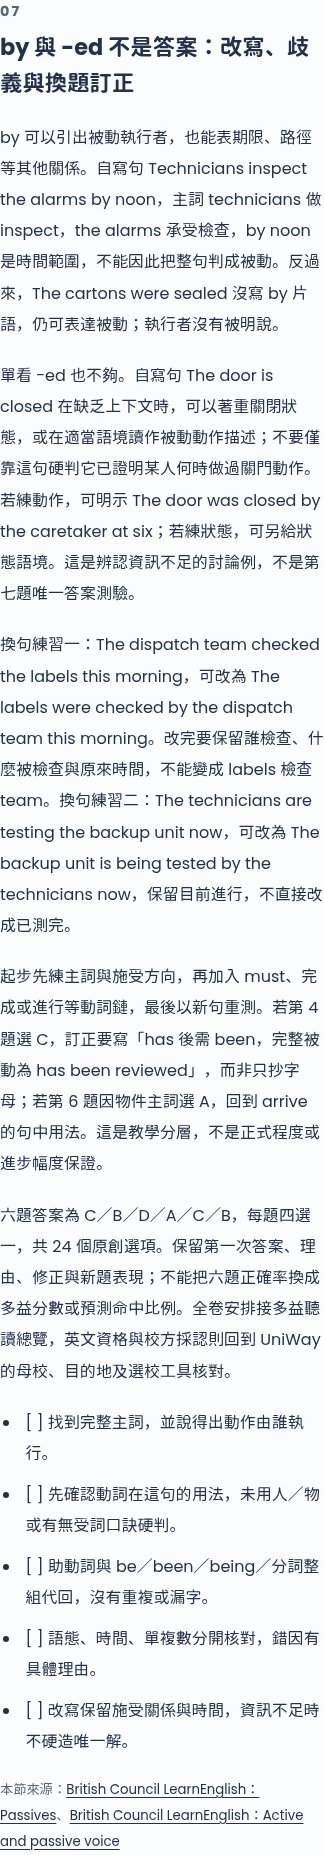 07
by 與 -ed 不是答案：改寫、歧
義與換題訂正
by 可以引出被動執行者，也能表期限、路徑
等其他關係。自寫句 Technicians inspect
the alarms by noon，主詞 technicians 做
inspect，the alarms 承受檢查，by noon
是時間範圍，不能因此把整句判成被動。反過
來，The cartons were sealed 沒寫 by 片
語，仍可表達被動；執行者沒有被明說。
單看 -ed 也不夠。自寫句 The door is
closed 在缺乏上下文時，可以著重關閉狀
態，或在適當語境讀作被動動作描述；不要僅
靠這句硬判它已證明某人何時做過關門動作。
若練動作，可明示 The door was closed by
the caretaker at six；若練狀態，可另給狀
態語境。這是辨認資訊不足的討論例，不是第
七題唯一答案測驗。
換句練習一：The dispatch team checked
the labels this morning，可改為 The
labels were checked by the dispatch
team this morning。改完要保留誰檢查、什
麼被檢查與原來時間，不能變成 labels 檢查
team。換句練習二：The technicians are
testing the backup unit now，可改為 The
backup unit is being tested by the
technicians now，保留目前進行，不直接改
成已測完。
起步先練主詞與施受方向，再加入 must、完
成或進行等動詞鏈，最後以新句重測。若第 4
題選 C，訂正要寫「has 後需 been，完整被
動為 has been reviewed」，而非只抄字
母；若第 6 題因物件主詞選 A，回到 arrive
的句中用法。這是教學分層，不是正式程度或
進步幅度保證。
六題答案為 C／B／D／A／C／B，每題四選
一，共 24 個原創選項。保留第一次答案、理
由、修正與新題表現；不能把六題正確率換成
多益分數或預測命中比例。全卷安排接多益聽
讀總覽，英文資格與校方採認則回到 UniWay
的母校、目的地及選校工具核對。
• [ ] 找到完整主詞，並說得出動作由誰執
行。
• [ ] 先確認動詞在這句的用法，未用人／物
或有無受詞口訣硬判。
• [ ] 助動詞與 be／been／being／分詞整
組代回，沒有重複或漏字。
• [ ] 語態、時間、單複數分開核對，錯因有
具體理由。
• [ ] 改寫保留施受關係與時間，資訊不足時
不硬造唯一解。
本節來源：British Council LearnEnglish：
Passives、British Council LearnEnglish：Active
and passive voice